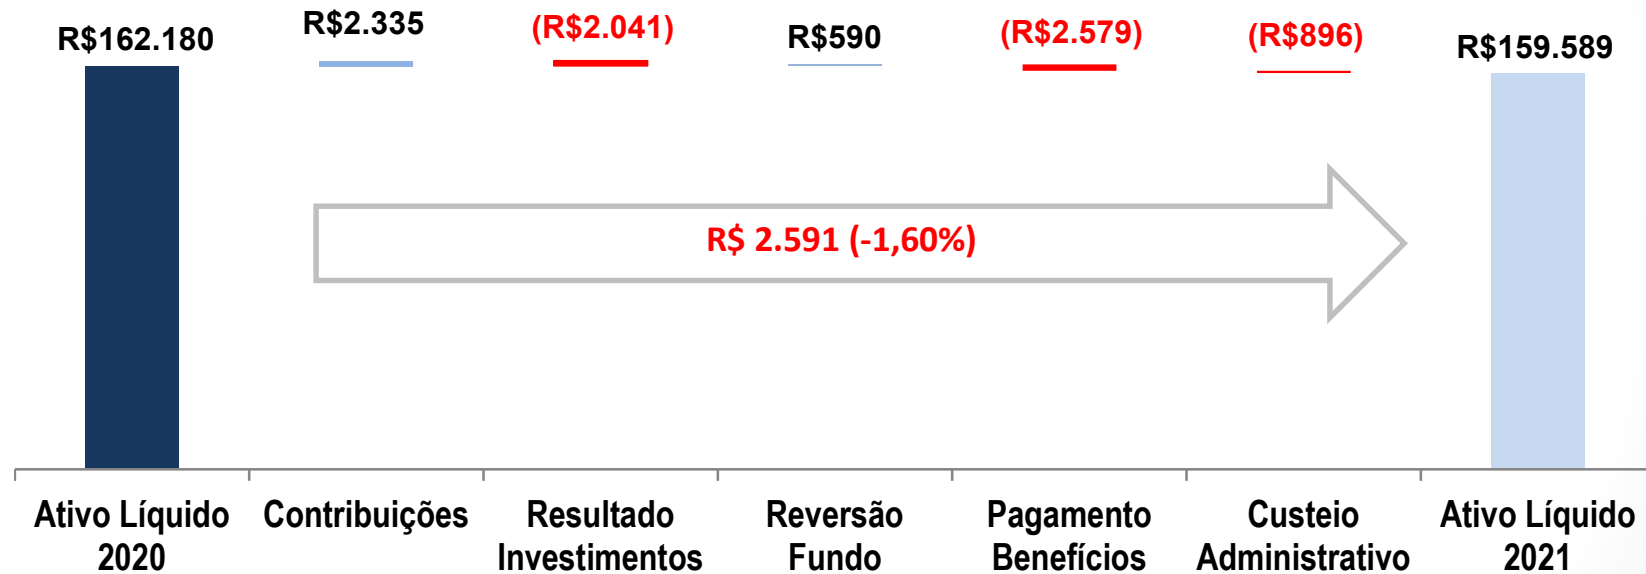 R$162.180
R$2.335
(R$2.041)
R$590
(R$2.579)
(R$896)
R$159.589
R$ 2.591 (-1,60%)
Ativo Líquido
2020
Contribuições
Resultado
Investimentos
Reversão
Fundo
Pagamento
Benefícios
Custeio
Administrativo
Ativo Líquido
2021